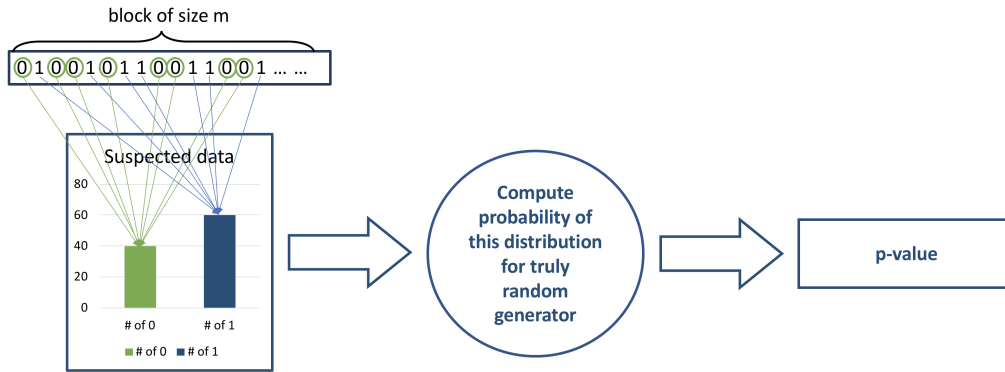 block of size m
0 1 0 0 1 0 1 1 0 0 1 1 0 0 1 ... ...
Suspected data
80
60
40
20
0
# of 0 # of 1
# of 0 # of 1
Compute
probability of
this distribution
for truly
random
generator
p-value